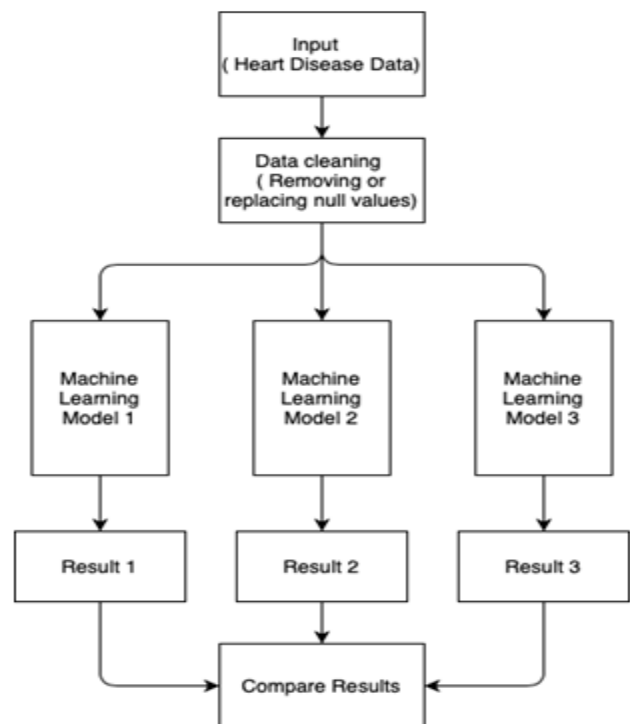 Input
( Heart Disease Data)
Data cleaning
( Removing or
replacing null values)
Machine
Learning
Model 1
Machine
Learning
Model 2
Machine
Learning
Model 3
Result 1
Result 2
Result 3
Compare Results